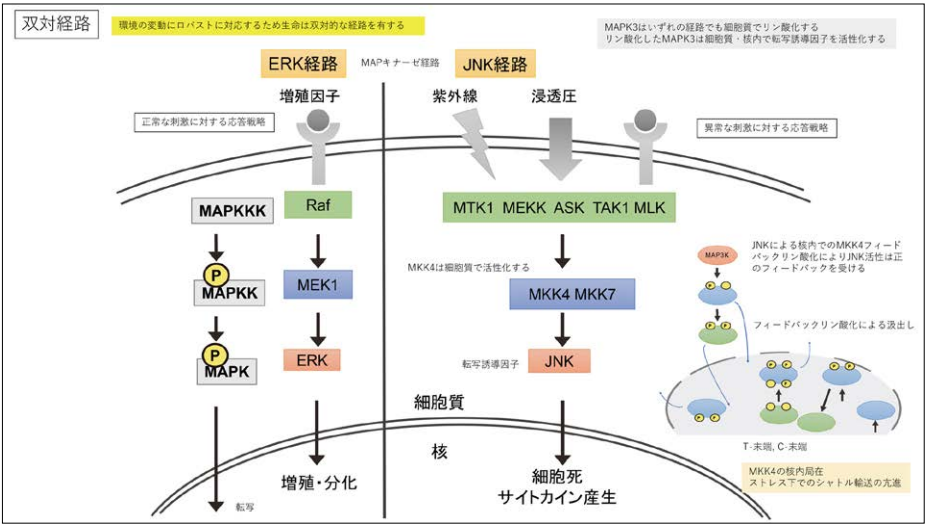 双対経路
環境の変動にロバストに対応するため生命は双対的な経路を有する
MAPK3はいずれの経路でも細胞質でリン酸化する
リン酸化したMAPK3は細胞質・核内で転写誘導因子を活性化する
ERK経路
MAPキナーゼ経路
JNK経路
増殖因子
紫外線
浸透圧
正常な刺激に対する応答戦略
異常な刺激に対する応答戦略
MAPKKK
Raf
MTK1 MEKK ASK TAK1 MLK
P
MAPKK
MEK1
MKK4は細胞質で活性化する
MKK4 MKK7
P
MAPK
ERK
転写誘導因子
JNK
細胞質
核
増殖・分化
転写
細胞死
サイトカイン産生
MAP3K
JNKによる核内でのMKK4フィード
バックリン酸化によりJNK活性は正
のフィードバックを受ける
P
P P
フィードバックリン酸化による汲出し
P P
P P
P P
P P
P P
T-末端, C-末端
MKK4の核内局在
ストレス下でのシャトル輸送の亢進